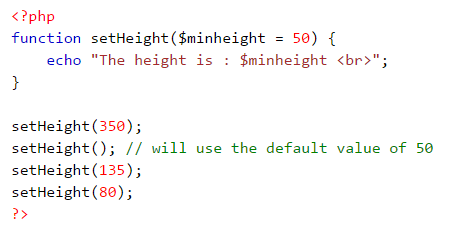 <?php
function setHeight($minheight = 50) {
    echo "The height is : $minheight <br>";
}

setHeight(350);
setHeight(); // will use the default value of 50
setHeight(135);
setHeight(80);
?>